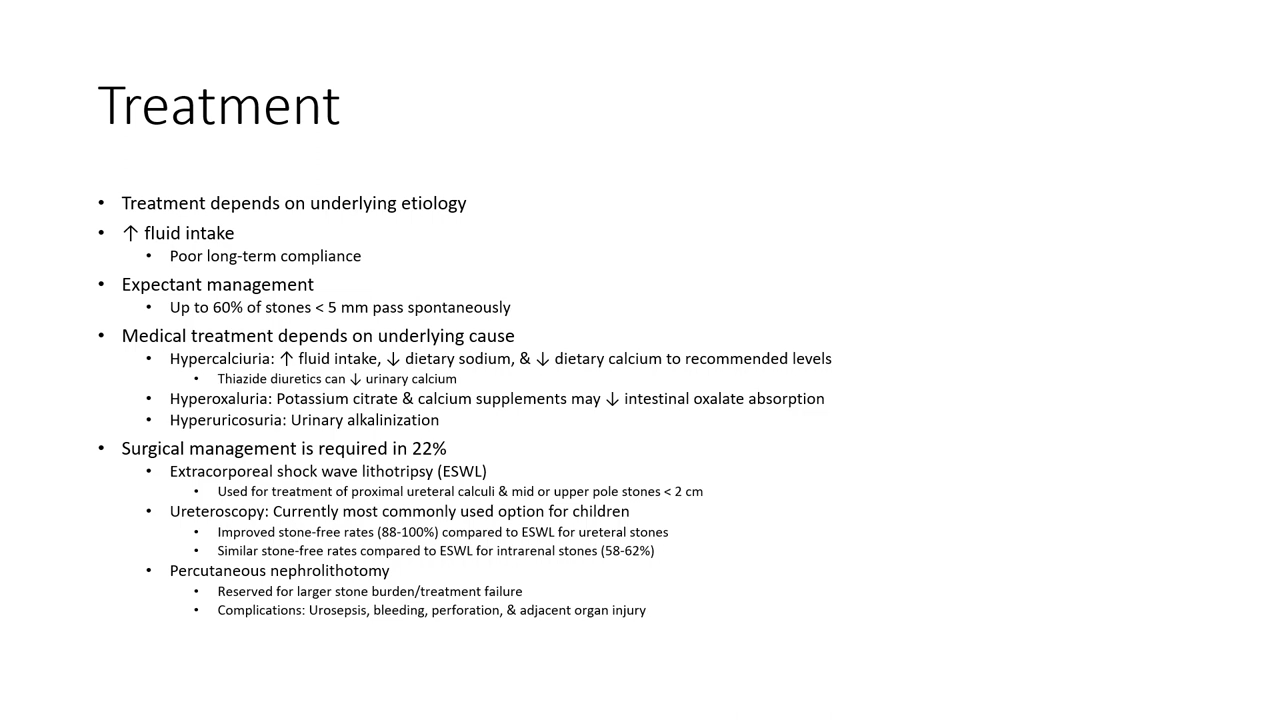 Treatment
• Treatment depends on underlying etiology
• ↑ fluid intake
• Poor long-term compliance
• Expectant management
• Up to 60% of stones < 5 mm pass spontaneously
• Medical treatment depends on underlying cause
• Hypercalciuria: ↑ fluid intake, ↓ dietary sodium, & ↓ dietary calcium to recommended levels
• Thiazide diuretics can ↓ urinary calcium
• Hyperoxaluria: Potassium citrate & calcium supplements may ↓ intestinal oxalate absorption
• Hyperuricosuria: Urinary alkalinization
• Surgical management is required in 22%
• Extracorporeal shock wave lithotripsy (ESWL)
• Used for treatment of proximal ureteral calculi & mid or upper pole stones < 2 cm
• Ureteroscopy: Currently most commonly used option for children
• Improved stone-free rates (88-100%) compared to ESWL for ureteral stones
• Similar stone-free rates compared to ESWL for intrarenal stones (58-62%)
• Percutaneous nephrolithotomy
• Reserved for larger stone burden/treatment failure
• Complications: Urosepsis, bleeding, perforation, & adjacent organ injury